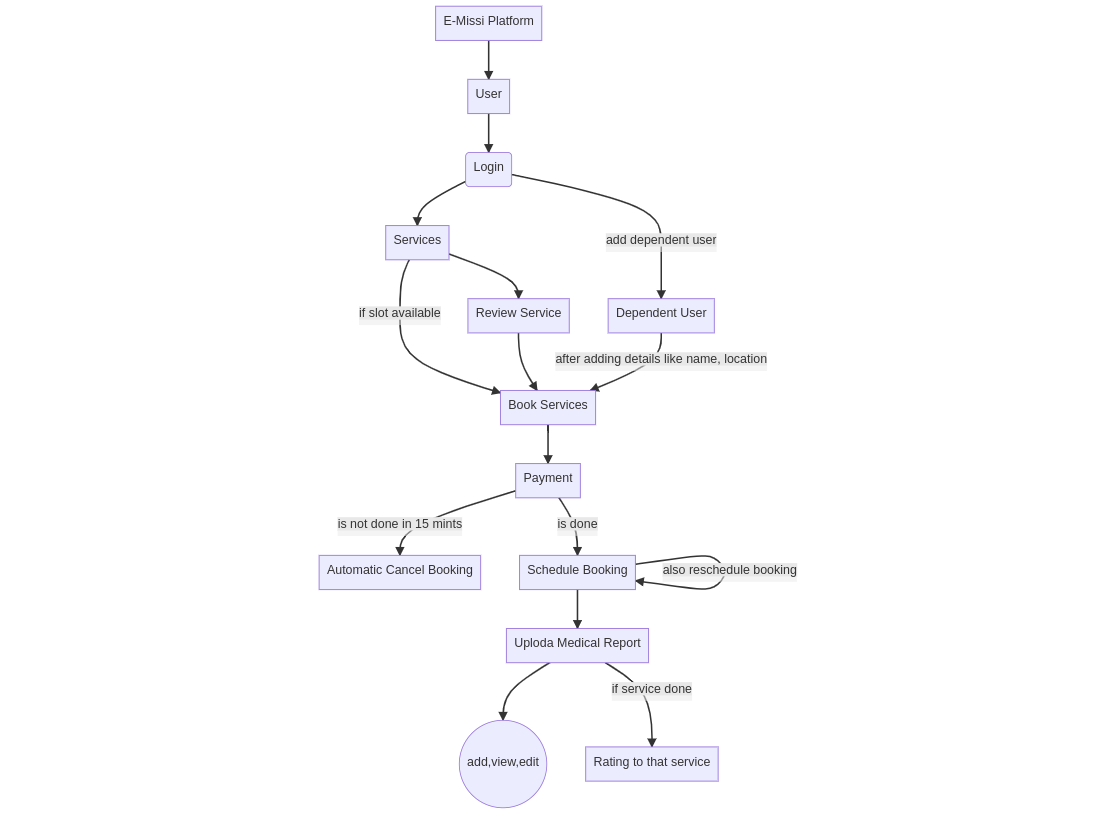 E-Missi Platform
User
Login
Services
add dependent user
if slot available
Review Service
Dependent User
after adding details like name, location
Book Services
Payment
is not done in 15 mints
is done
Automatic Cancel Booking
Schedule Booking
also reschedule booking
Uploda Medical Report
if service done
add,view,edit
Rating to that service